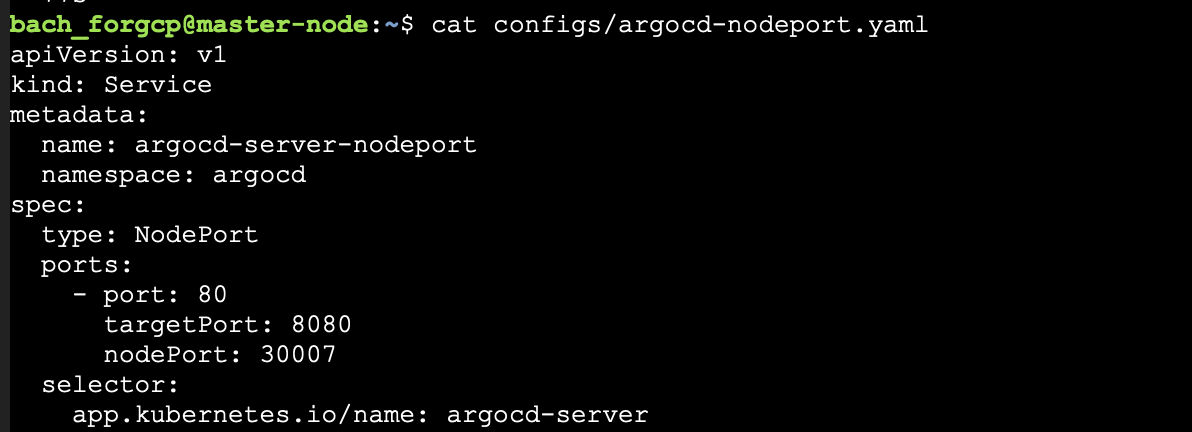 bach_forgcp@master-node:~$ cat configs/argocd-nodeport.yaml
apiVersion: v1
kind: Service
metadata:
  name: argocd-server-nodeport
  namespace: argocd
spec:
  type: NodePort
  ports:
    - port: 80
      targetPort: 8080
      nodePort: 30007
  selector:
    app.kubernetes.io/name: argocd-server